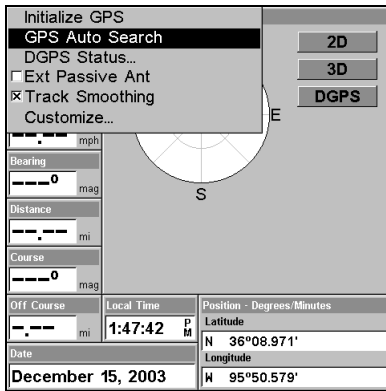 Initialize GPS
GPS Auto Search
DGPS Status...
Ext Passive Ant
Track Smoothing
Customize...
2D
3D
DGPS
E
S
--.-- mph
Bearing
---° mag
Distance
--.-- mi
Course
---° mag
Off Course
-.-- mi
Local Time
1:47:42 PM
Date
December 15, 2003
Position - Degrees/Minutes
Latitude
N 36°08.971'
Longitude
W 95°50.579'